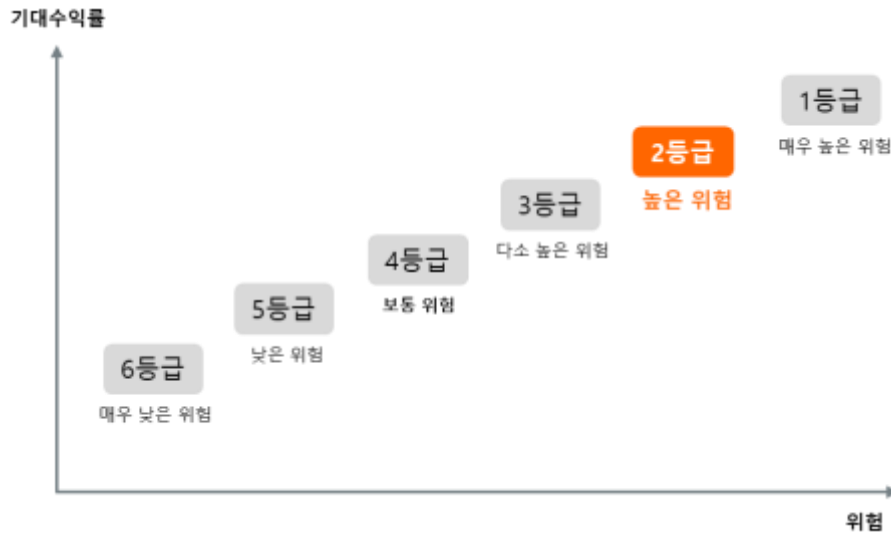 기대수익률
1등급
매우 높은 위험
2등급
높은 위험
3등급
다소 높은 위험
4등급
보통 위험
5등급
낮은 위험
6등급
매우 낮은 위험
위험